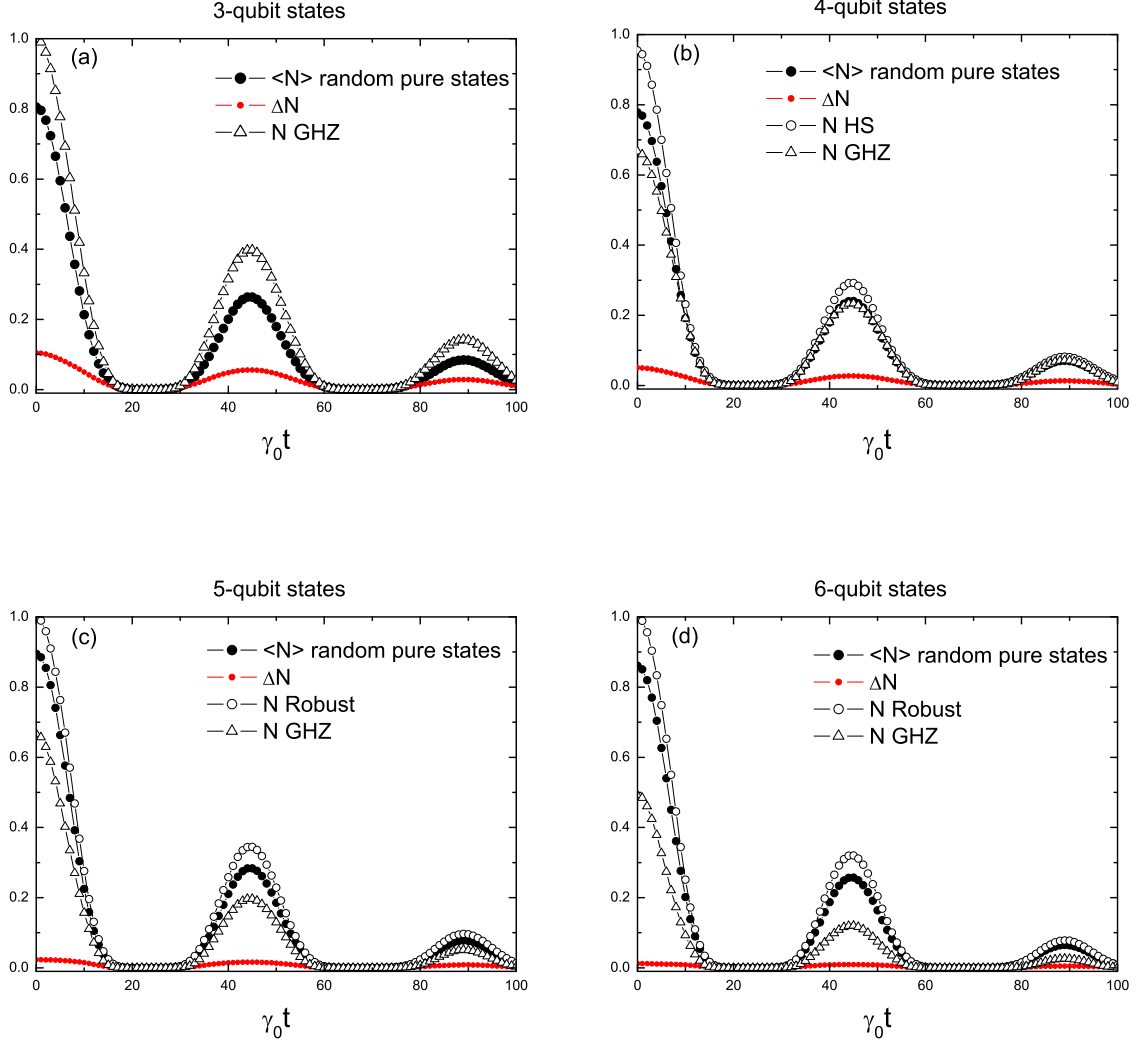 3-qubit states
(a)
<N> random pure states
ΔN
N GHZ
1.0
0.8
0.6
0.4
0.2
0.0
0 20 40 60 80 100
γ₀t
4-qubit states
(b)
<N> random pure states
ΔN
N HS
N GHZ
1.0
0.8
0.6
0.4
0.2
0.0
0 20 40 60 80 100
γ₀t
5-qubit states
(c)
<N> random pure states
ΔN
N Robust
N GHZ
1.0
0.8
0.6
0.4
0.2
0.0
0 20 40 60 80 100
γ₀t
6-qubit states
(d)
<N> random pure states
ΔN
N Robust
N GHZ
1.0
0.8
0.6
0.4
0.2
0.0
0 20 40 60 80 100
γ₀t